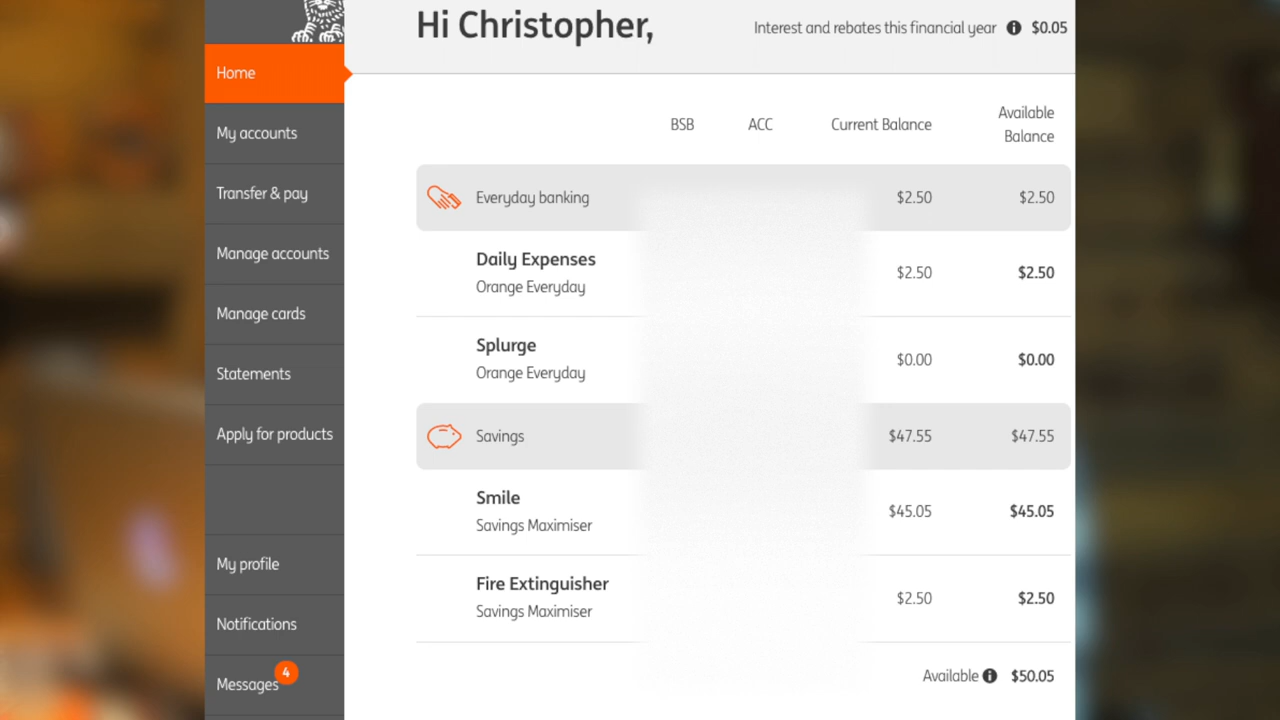 Hi Christopher,
Interest and rebates this financial year $0.05
Home
My accounts
Transfer & pay
Manage accounts
Manage cards
Statements
Apply for products
My profile
Notifications
Messages 4
BSB ACC Current Balance Available Balance
Everyday banking $2.50 $2.50
Daily Expenses
Orange Everyday $2.50 $2.50
Splurge
Orange Everyday $0.00 $0.00
Savings $47.55 $47.55
Smile
Savings Maximiser $45.05 $45.05
Fire Extinguisher
Savings Maximiser $2.50 $2.50
Available $50.05